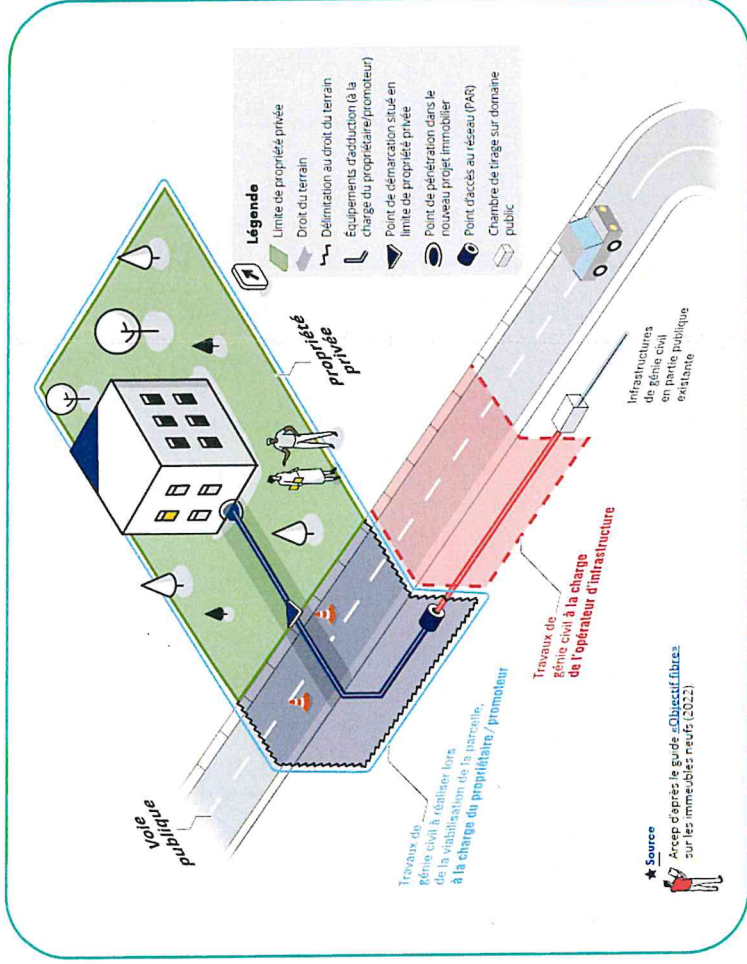 Voie
publique
propriété
privée
Légende
Limite de propriété privée
Droit du terrain
Délimitation au droit du terrain
Equipements d'adduction (à la
charge du propriétaire/promoteur)
Point de démarcation situé en
limite de propriété privée
Point de pénétration dans le
nouveau projet immobilier
Point d'accès au réseau (PAR)
Chambre de tirage sur domaine
public
Travaux de
génie civil à réaliser lors
de la viabilisation de la parcelle,
à la charge du propriétaire / promoteur
Travaux de
génie civil à la charge
de l'opérateur d'infrastructure
Infrastructures
de génie civil
en partie publique
existante
Source
Arcep d'après le guide «Objectif fibre»
sur les immeubles neufs (2022)